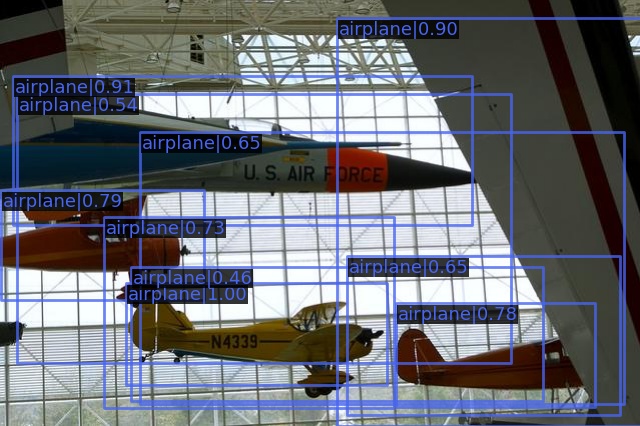 airplane|0.90
airplane|0.91
airplane|0.54
airplane|0.65
U.S. AIR FORCE
airplane|0.79
airplane|0.73
airplane|0.65
airplane|0.46
airplane|1.00
airplane|0.78
N4339